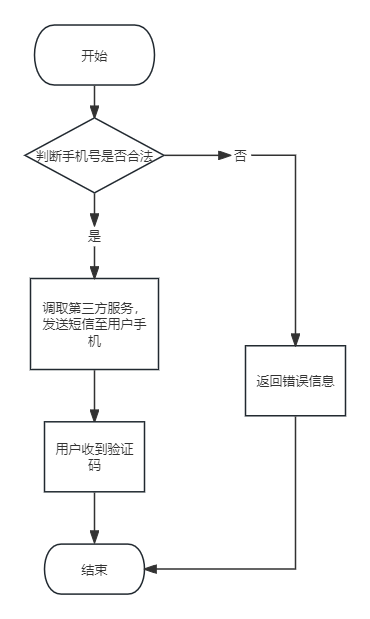 开始
判断手机号是否合法
否
是
调取第三方服务，
发送短信至用户手
机
返回错误信息
用户收到验证
码
结束